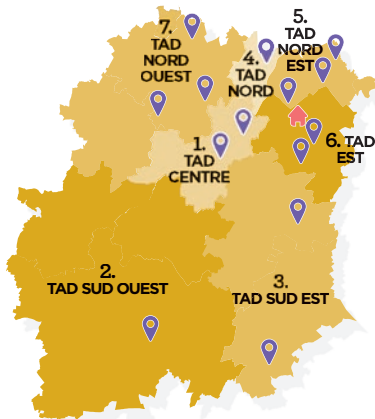 5.
TAD
NORD
EST
7.
TAD
NORD
OUEST
4.
TAD
NORD
1.
TAD
CENTRE
6. TAD
EST
2.
TAD SUD OUEST
3.
TAD SUD EST